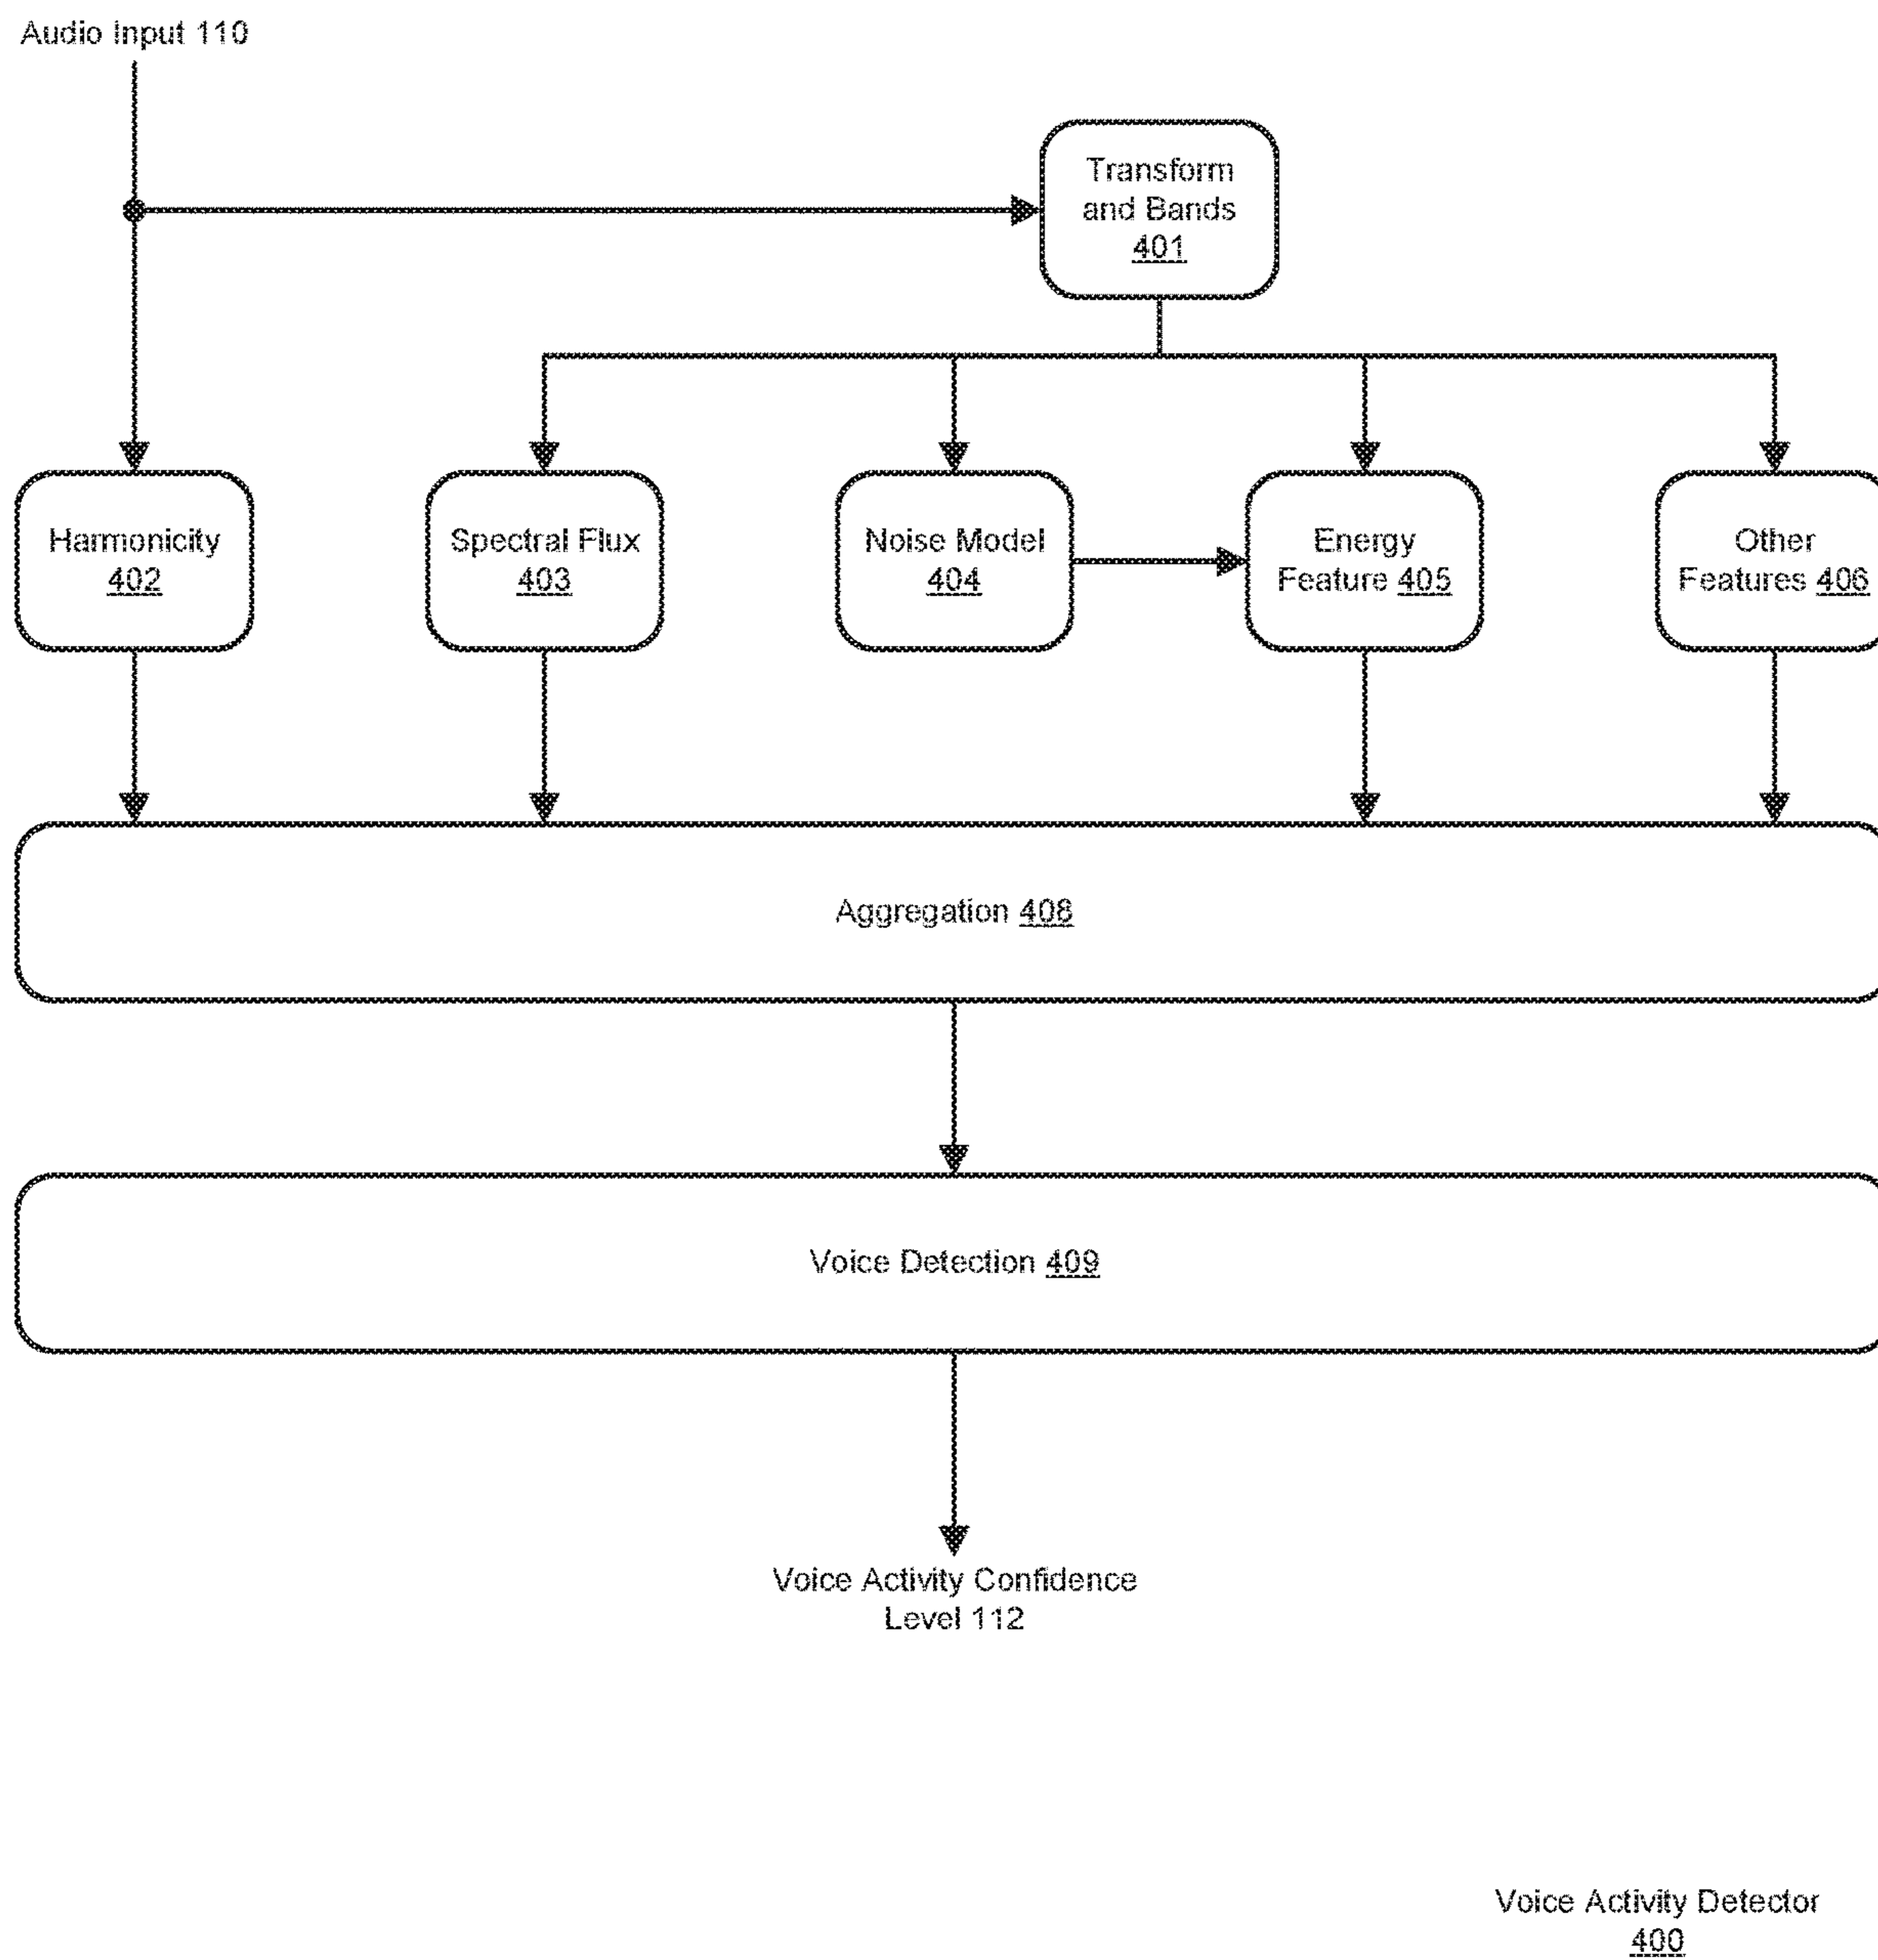 Audio Input 110
Transform
and Bands
401
Harmonicity
402
Spectral Flux
403
Noise Model
404
Energy
Feature 405
Other
Features 406
Aggregation 408
Voice Detection 409
Voice Activity Confidence
Level 112
Voice Activity Detector
400